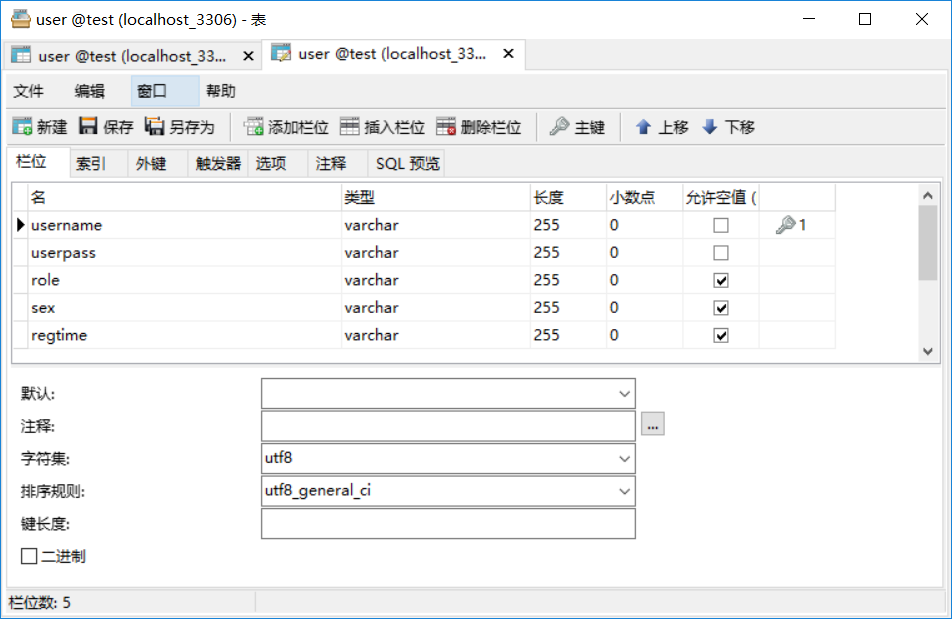 user @test (localhost_3306) - 表
user @test (localhost_33... user @test (localhost_33...
文件 编辑 窗口 帮助
新建 保存 另存为 添加栏位 插入栏位 删除栏位 主键 上移 下移
栏位 索引 外键 触发器 选项 注释 SQL 预览
名 类型 长度 小数点 允许空值 (
username varchar 255 0 1
userpass varchar 255 0
role varchar 255 0
sex varchar 255 0
regtime varchar 255 0
默认:
注释: ...
字符集: utf8
排序规则: utf8_general_ci
键长度:
二进制
栏位数: 5